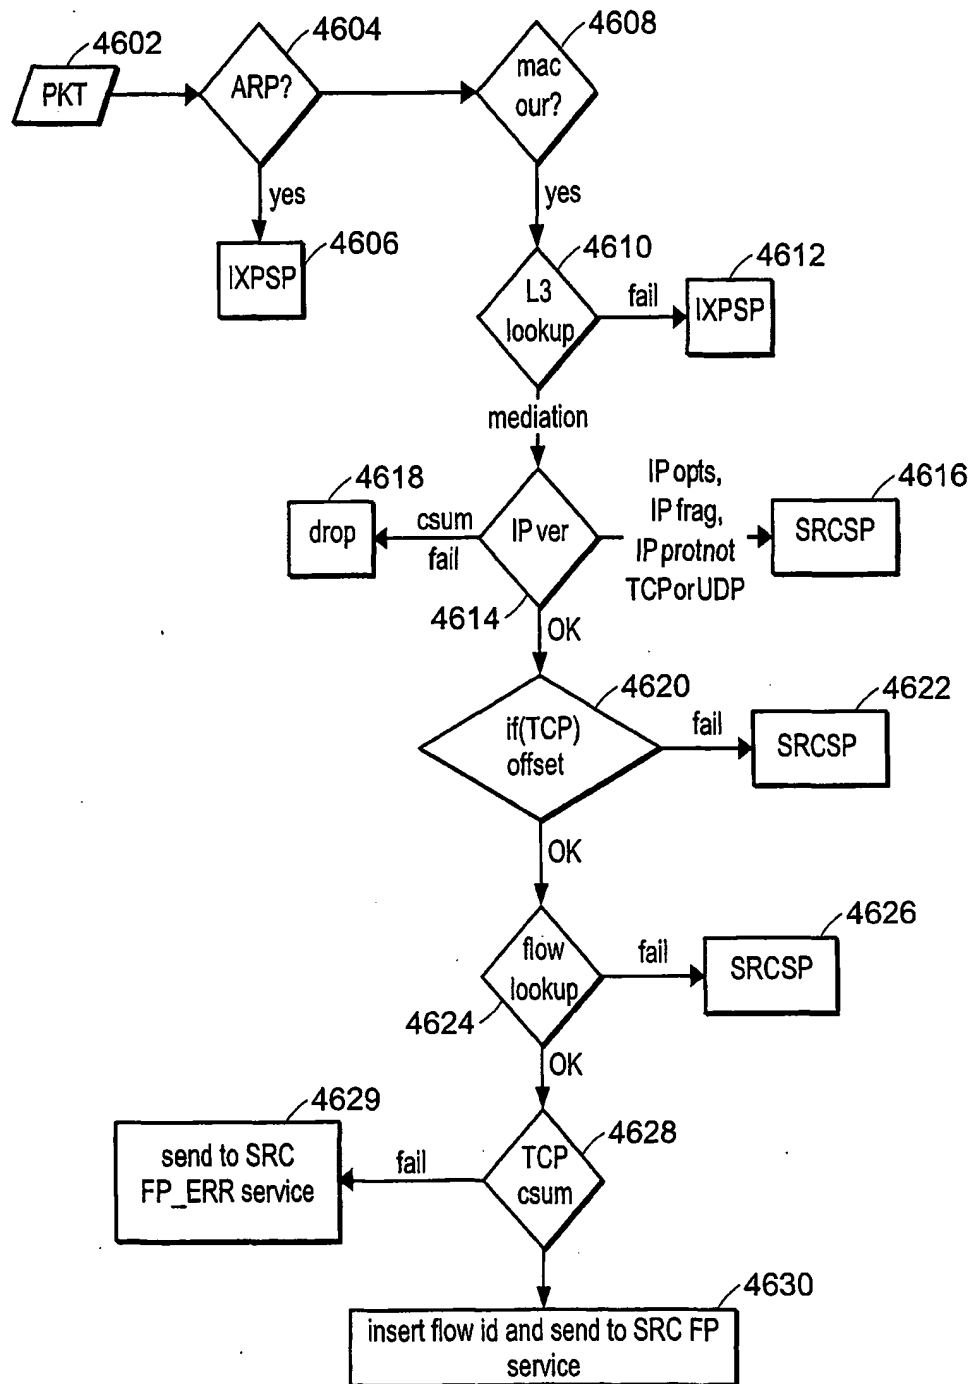 4602
PKT
4604
ARP?
4608
mac
our?
yes
4606
IXPSP
yes
4610
L3
lookup
fail
4612
IXPSP
mediation
4618
drop
csum
fail
IP ver
4614
IP opts,
IP frag,
IP protnot
TCPorUDP
4616
SRCSP
OK
4620
if(TCP)
offset
fail
4622
SRCSP
OK
flow
lookup
4624
fail
4626
SRCSP
OK
4629
send to SRC
FP_ERR service
fail
4628
TCP
csum
4630
insert flow id and send to SRC FP
service